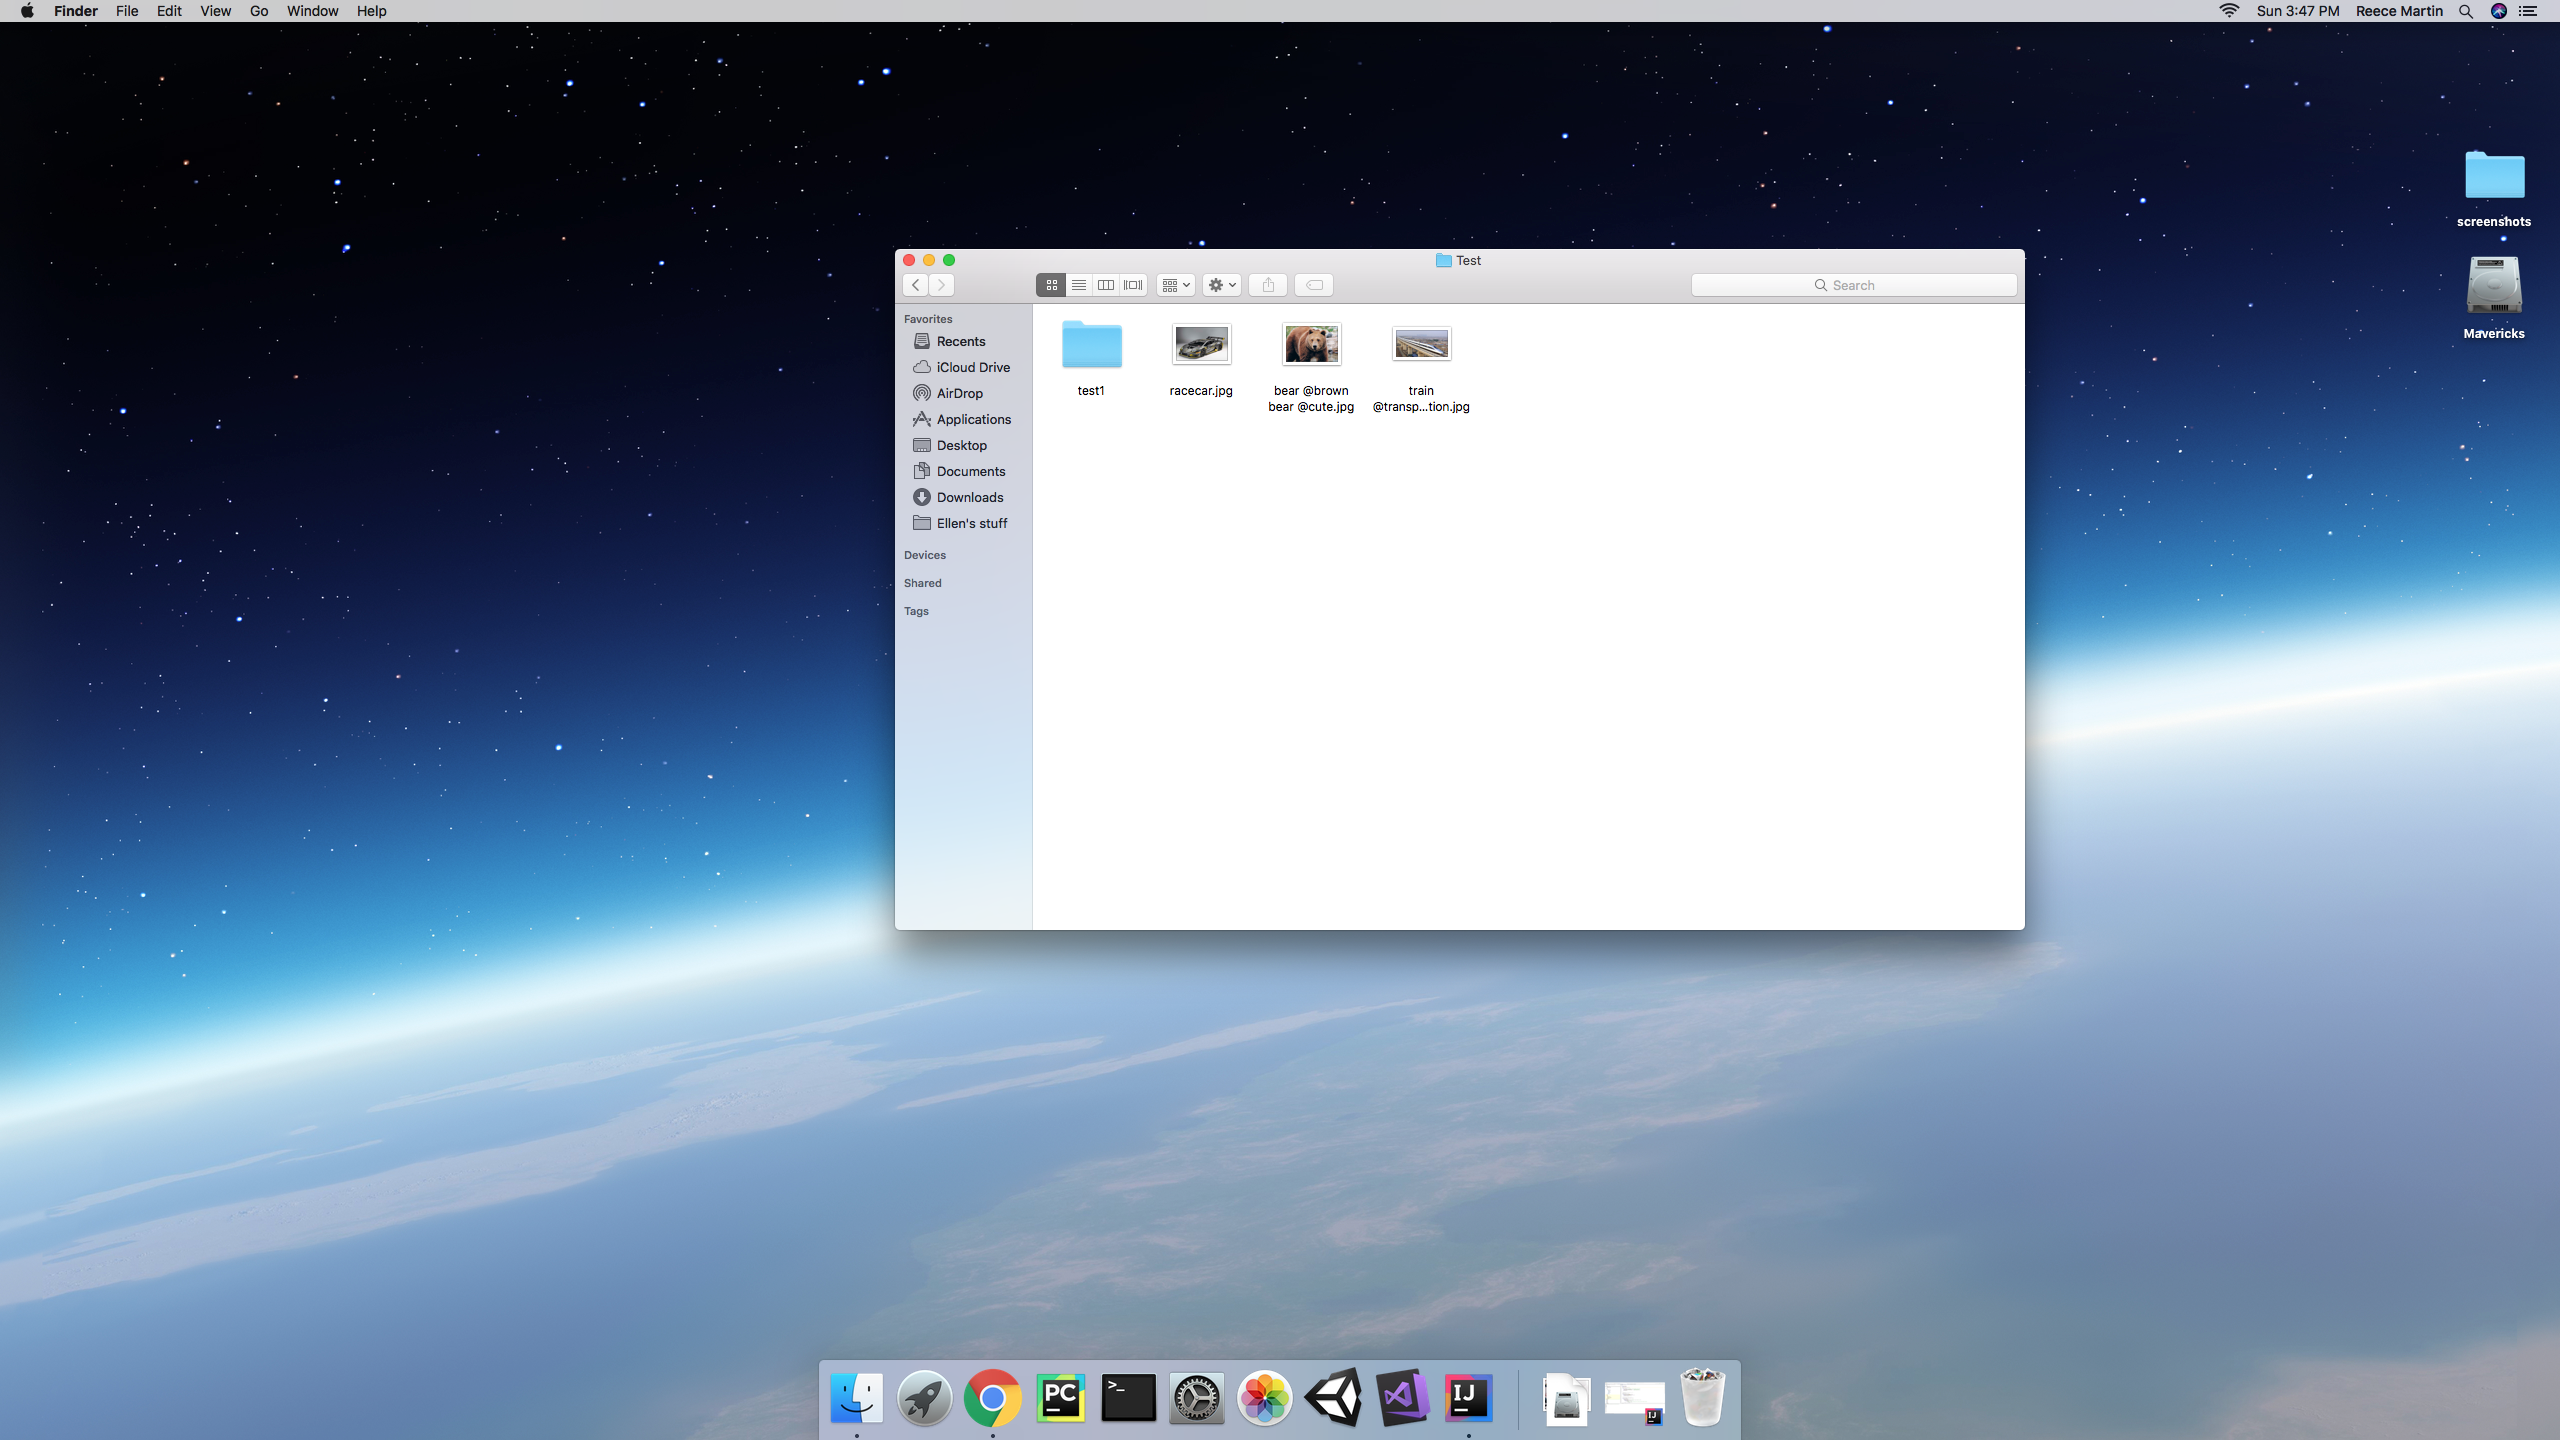 Finder File Edit View Go Window Help
Sun 3:47 PM Reece Martin
screenshots
Mavericks
Test
Search
Favorites
Recents
iCloud Drive
AirDrop
Applications
Desktop
Documents
Downloads
Ellen's stuff
Devices
Shared
Tags
test1
racecar.jpg
bear @brown
bear @cute.jpg
train
@transp...tion.jpg
PC
>_
IJ
IJ